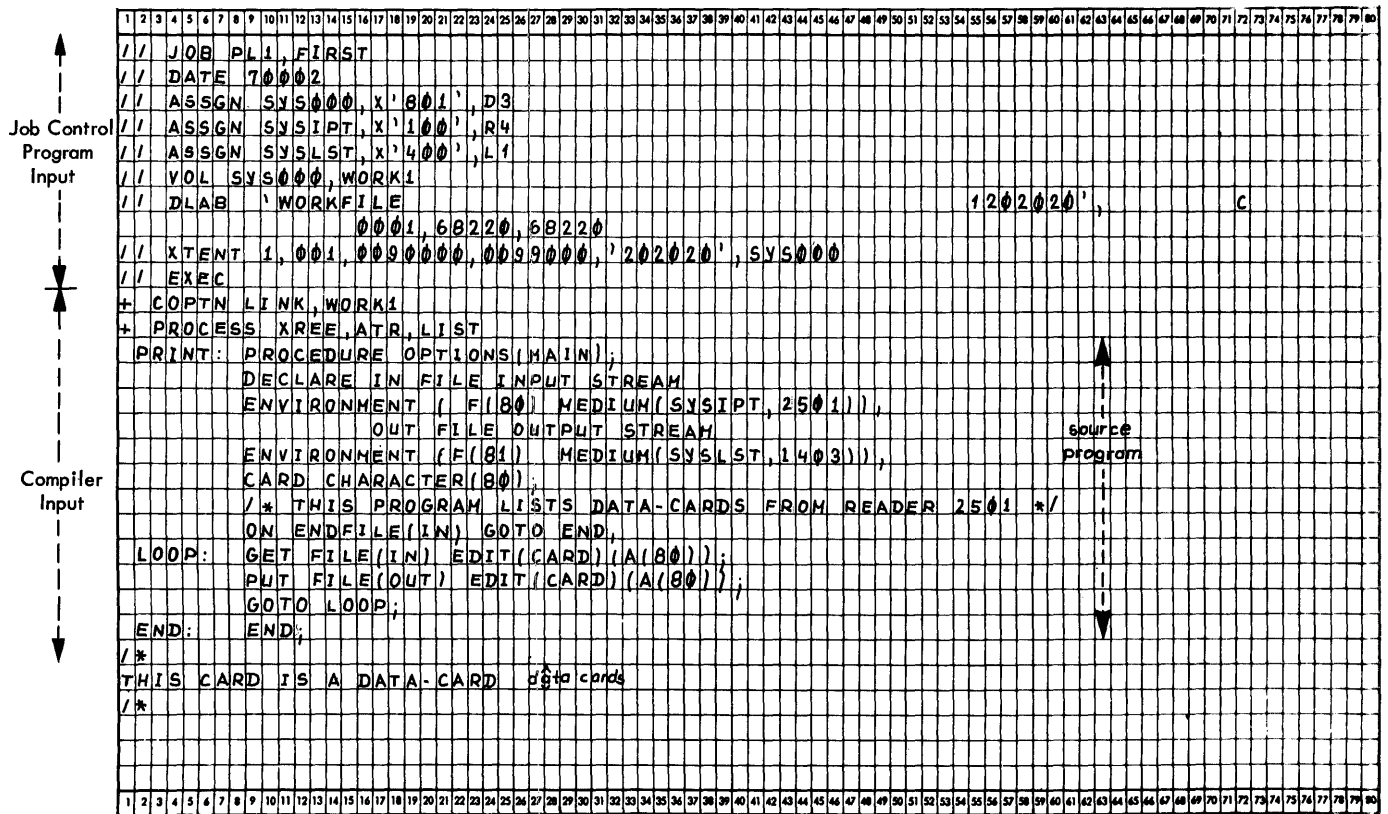 1 2 3 4 5 6 7 8 9 10 11 12 13 14 15 16 17 18 19 20 21 22 23 24 25 26 27 28 29 30 31 32 33 34 35 36 37 38 39 40 41 42 43 44 45 46 47 48 49 50 51 52 53 54 55 56 57 58 59 60 61 62 63 64 65 66 67 68 69 70 71 72 73 74 75 76 77 78 79 80
// JOB PL1,FIRST
// DATE 70002
// ASSGN SYS000,X'801',D3
Job Control Program Input
// ASSGN SYSIPT,X'100',R4
// ASSGN SYSLST,X'400',L1
// VOL SYS000,WORK1
// DLAB 'WORKFILE 1202020', C
0001,68220,68220
// XTENT 1,001,0090000,0099000,'202020',SYS000
// EXEC
+ COPTN LINK,WORK1
+ PROCESS XREE,ATR,LIST
PRINT: PROCEDURE OPTIONS(MAIN);
DECLARE IN FILE INPUT STREAM
ENVIRONMENT ( F(80) MEDIUM(SYSIPT,2501)),
OUT FILE OUTPUT STREAM
source program
ENVIRONMENT (F(81) MEDIUM(SYSLST,1403)),
Compiler Input
CARD CHARACTER(80);
/* THIS PROGRAM LISTS DATA-CARDS FROM READER 2501 */
ON ENDFILE(IN) GOTO END;
LOOP: GET FILE(IN) EDIT(CARD)(A(80));
PUT FILE(OUT) EDIT(CARD)(A(80));
GOTO LOOP;
END: END;
/*
THIS CARD IS A DATA-CARD data cards
/*
1 2 3 4 5 6 7 8 9 10 11 12 13 14 15 16 17 18 19 20 21 22 23 24 25 26 27 28 29 30 31 32 33 34 35 36 37 38 39 40 41 42 43 44 45 46 47 48 49 50 51 52 53 54 55 56 57 58 59 60 61 62 63 64 65 66 67 68 69 70 71 72 73 74 75 76 77 78 79 80